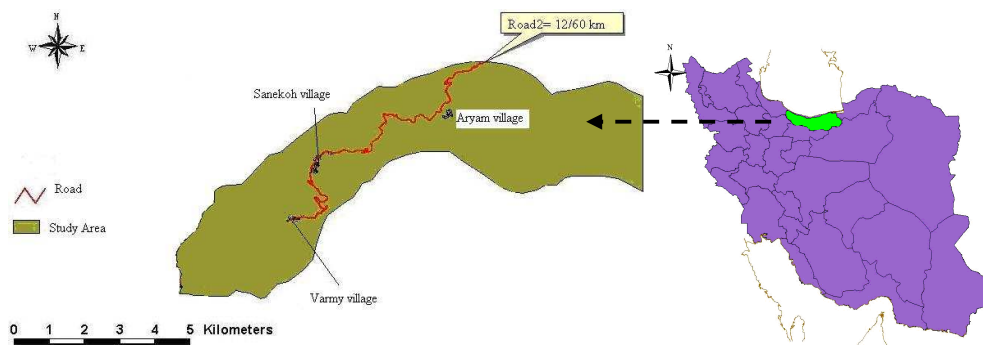 N
W E
S
Road2= 12/60 km
Sanekoh village
Aryam village
Road
Study Area
Varmy village
0 1 2 3 4 5 Kilometers
N